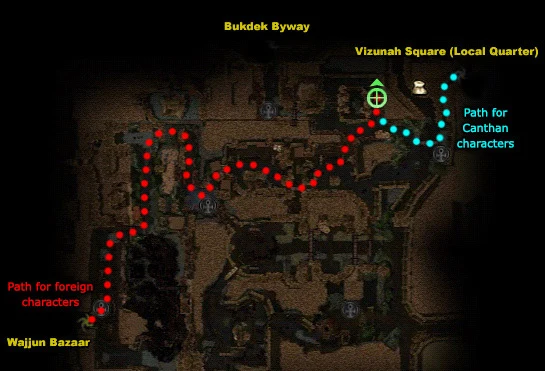 Bukdek Byway
Vizunah Square (Local Quarter)
Path for
Canthan
characters
Path for foreign
characters
Wajjun Bazaar